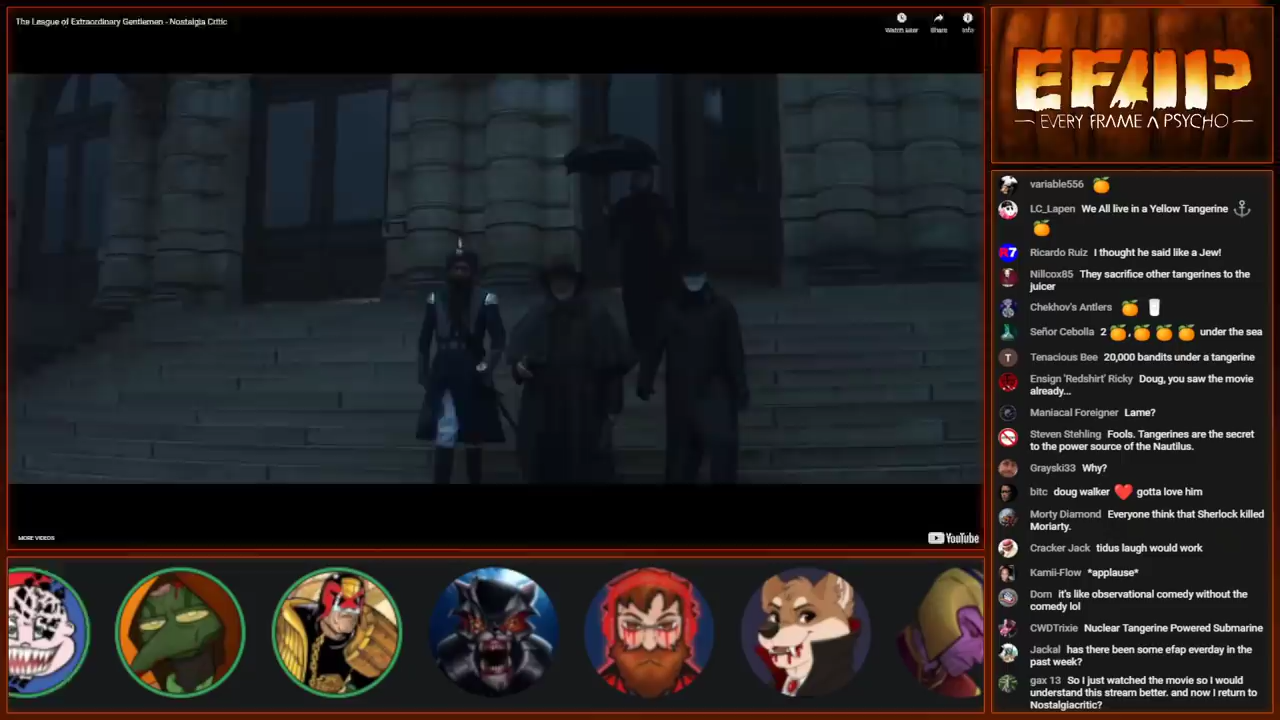 The League of Extraordinary Gentlemen - Nostalgia Critic
Watch later
Share
Info
MORE VIDEOS
YouTube
EFAP
EVERY FRAME A PSYCHO
variable556 🍊
LC_Lapen We All live in a Yellow Tangerine ⚓
🍊
R7
Ricardo Ruiz I thought he said like a Jew!
Nillcox85 They sacrifice other tangerines to the
juicer
Chekhov's Antlers 🍊 🥛
Señor Cebolla 2 🍊, 🍊 🍊 🍊 under the sea
T
Tenacious Bee 20,000 bandits under a tangerine
Ensign 'Redshirt' Ricky Doug, you saw the movie
already...
Maniacal Foreigner Lame?
Steven Stehling Fools. Tangerines are the secret
to the power source of the Nautilus.
Grayski33 Why?
bitc doug walker ❤️ gotta love him
Morty Diamond Everyone think that Sherlock killed
Moriarty.
Cracker Jack tidus laugh would work
Kamii-Flow *applause*
Dom it's like observational comedy without the
comedy lol
CWDTrixie Nuclear Tangerine Powered Submarine
Jackal has there been some efap everday in the
past week?
gax 13 So I just watched the movie so I would
understand this stream better. and now I return to
Nostalgiacritic?